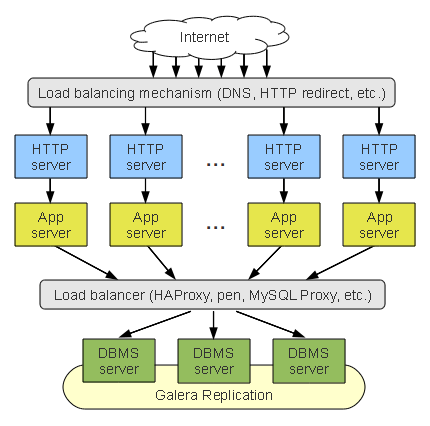 Internet
Load balancing mechanism (DNS, HTTP redirect, etc.)
HTTP server
HTTP server
...
HTTP server
HTTP server
App server
App server
...
App server
App server
Load balancer (HAProxy, pen, MySQL Proxy, etc.)
DBMS server
DBMS server
DBMS server
Galera Replication